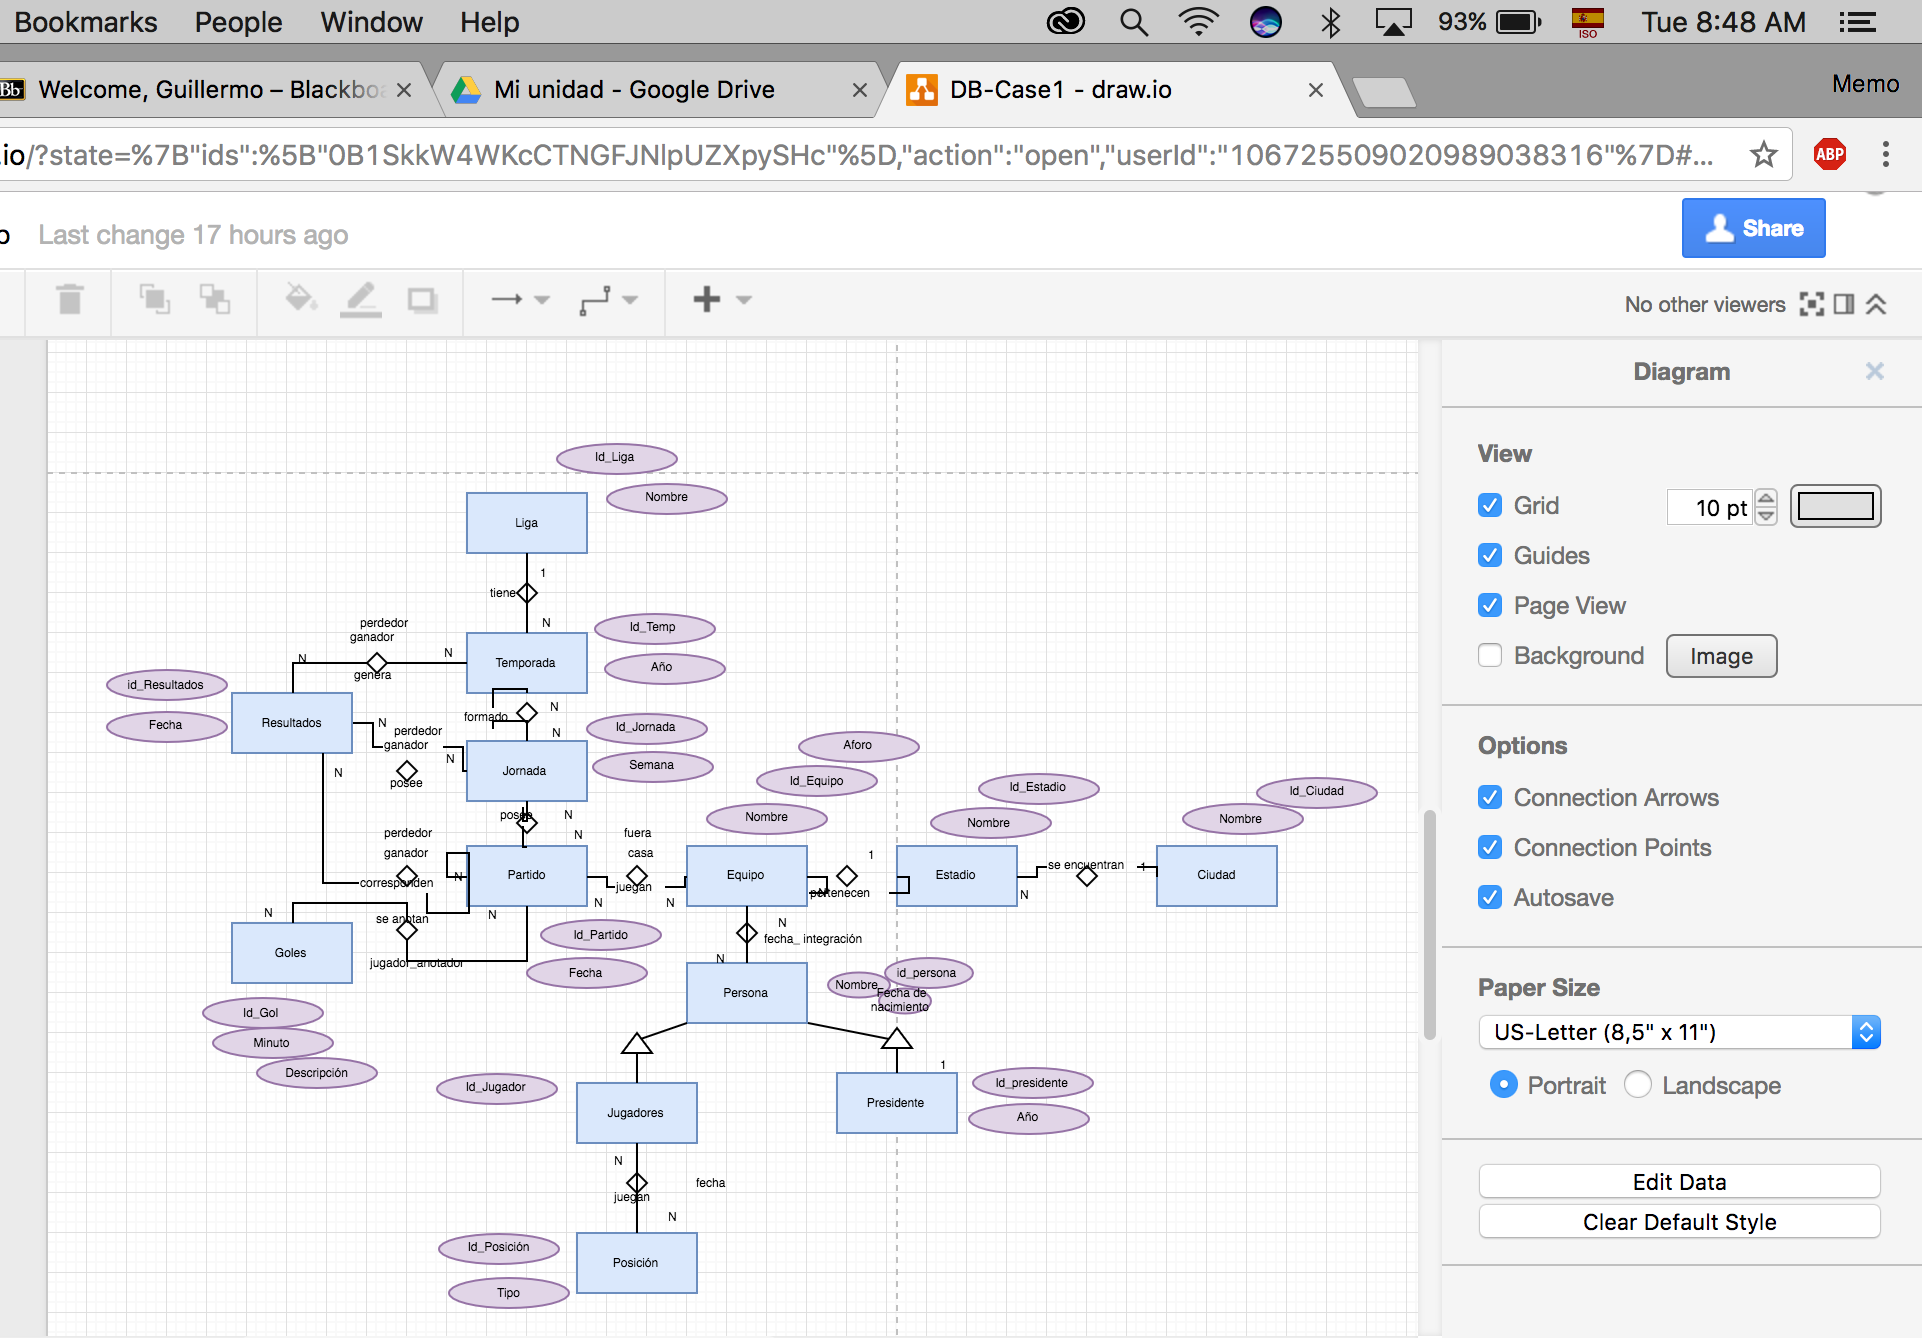 Bookmarks People Window Help 93% ISO Tue 8:48 AM
Bb Welcome, Guillermo – Blackboa
Mi unidad - Google Drive
DB-Case1 - draw.io
Memo
.io/?state=%7B"ids":%5B"0B1SkkW4WKcCTNGFJNlpUZXpySHc"%5D,"action":"open","userId":"106725509020989038316"%7D#...
ABP
Last change 17 hours ago
Share
No other viewers
Id_Liga
Nombre
Liga
1
tiene
N
perdedor
ganador
N
N
genera
Temporada
Id_Temp
Año
id_Resultados
Fecha
Resultados
N
perdedor
ganador
N
posee
formado
N
N
Jornada
Id_Jornada
Semana
N
posee
N
N
perdedor
ganador
corresponden
N
Partido
fuera
casa
juegan
N
N
Aforo
Id_Equipo
Nombre
Equipo
1
N
pertenecen
Id_Estadio
Nombre
Estadio
N
se encuentran
1
Id_Ciudad
Nombre
Ciudad
N
se anotan
N
jugador_anotador
Goles
Id_Partido
Fecha
N
fecha_ integración
N
Persona
Nombre
id_persona
Fecha de
nacimiento
Id_Gol
Minuto
Descripción
Id_Jugador
Jugadores
1
Presidente
Id_presidente
Año
N
fecha
juegan
N
Id_Posición
Tipo
Posición
Diagram
View
Grid 10 pt
Guides
Page View
Background Image
Options
Connection Arrows
Connection Points
Autosave
Paper Size
US-Letter (8,5" x 11")
Portrait Landscape
Edit Data
Clear Default Style